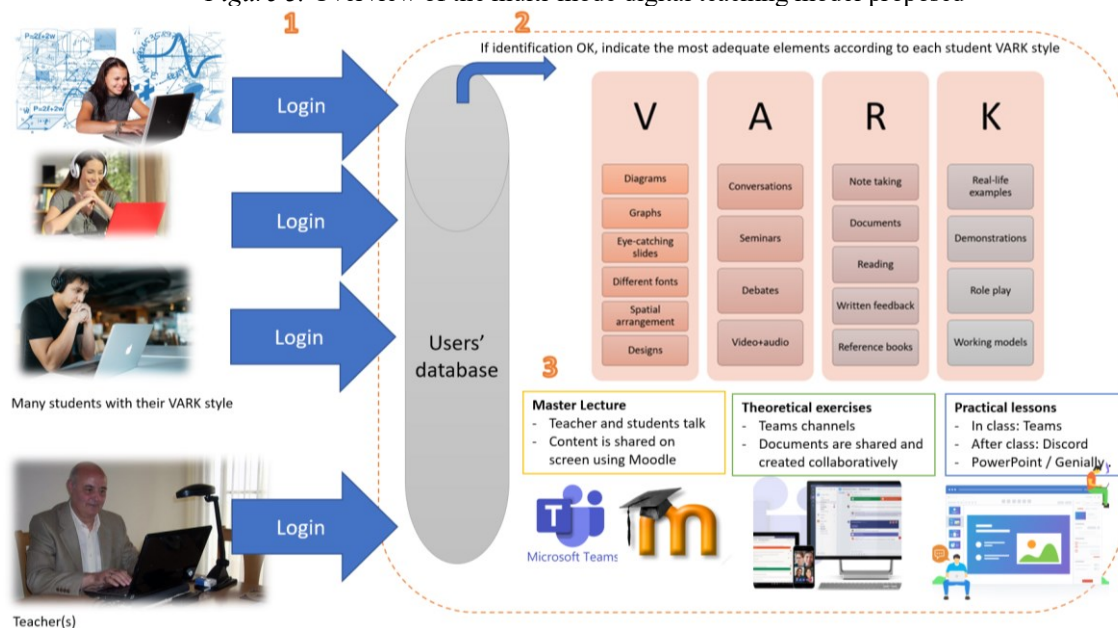 1
2
If identification OK, indicate the most adequate elements according to each student VARK style
P=2ℓ+2w
P=2ℓ+2w
Login
Login
Login
Many students with their VARK style
Login
Teacher(s)
Users'
database
V
Diagrams
Graphs
Eye-catching
slides
Different fonts
Spatial
arrangement
Designs
A
Conversations
Seminars
Debates
Video+audio
R
Note taking
Documents
Reading
Written feedback
Reference books
K
Real-life
examples
Demonstrations
Role play
Working models
3
Master Lecture
- Teacher and students talk
- Content is shared on
screen using Moodle
Theoretical exercises
- Teams channels
- Documents are shared and
created collaboratively
Practical lessons
- In class: Teams
- After class: Discord
- PowerPoint / Genially
T
Microsoft Teams
m